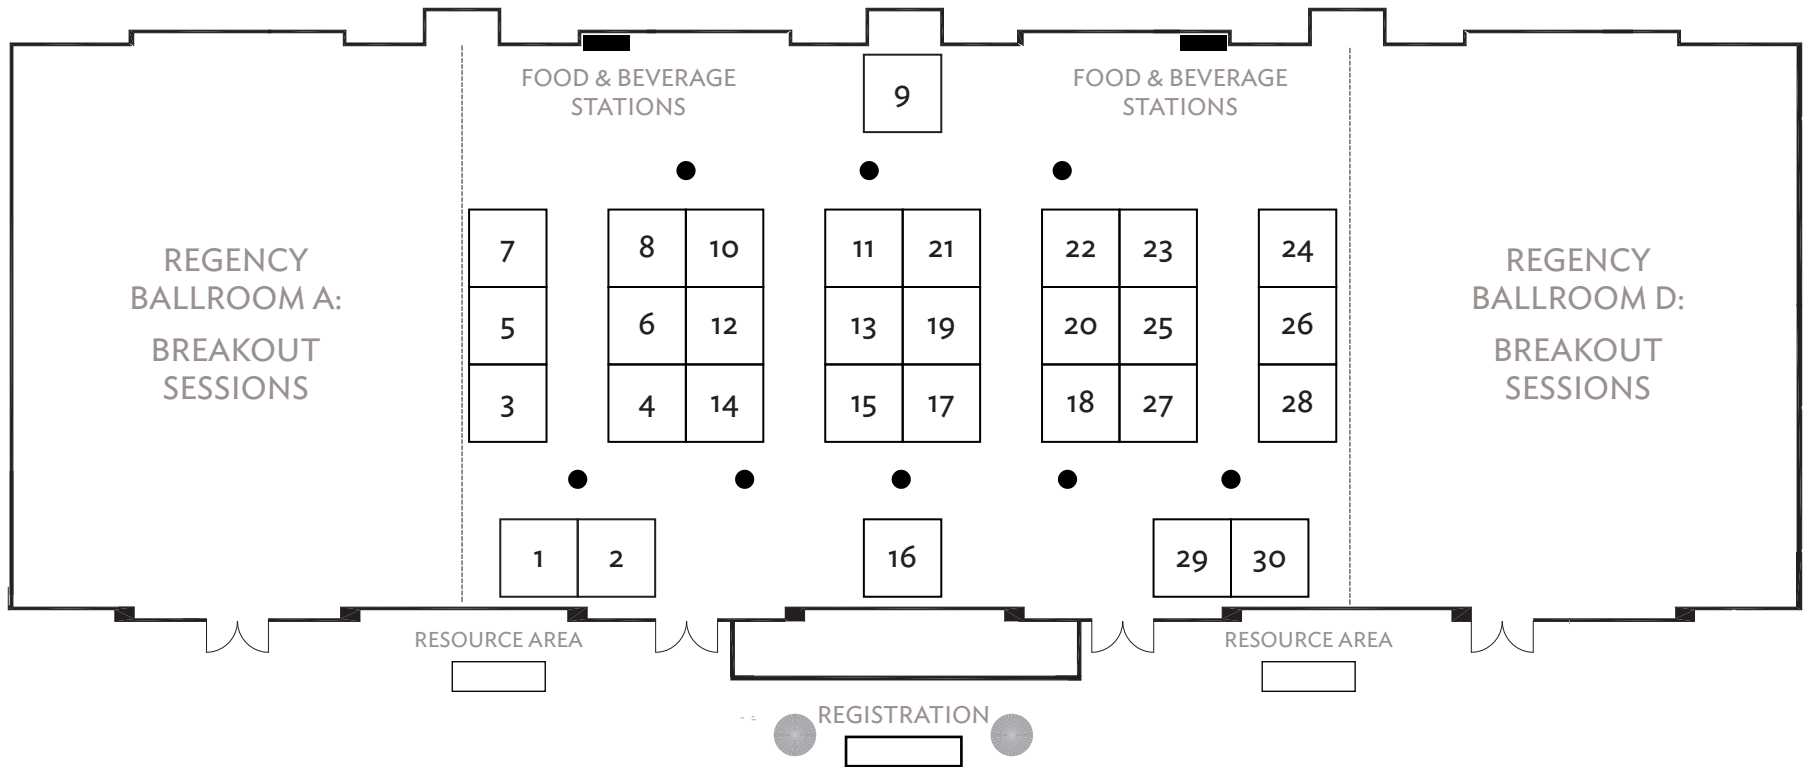 FOOD & BEVERAGE
STATIONS
9
FOOD & BEVERAGE
STATIONS
REGENCY
BALLROOM A:
BREAKOUT
SESSIONS
7
8
10
11
21
22
23
24
5
6
12
13
19
20
25
26
3
4
14
15
17
18
27
28
REGENCY
BALLROOM D:
BREAKOUT
SESSIONS
1
2
16
29
30
RESOURCE AREA
RESOURCE AREA
REGISTRATION